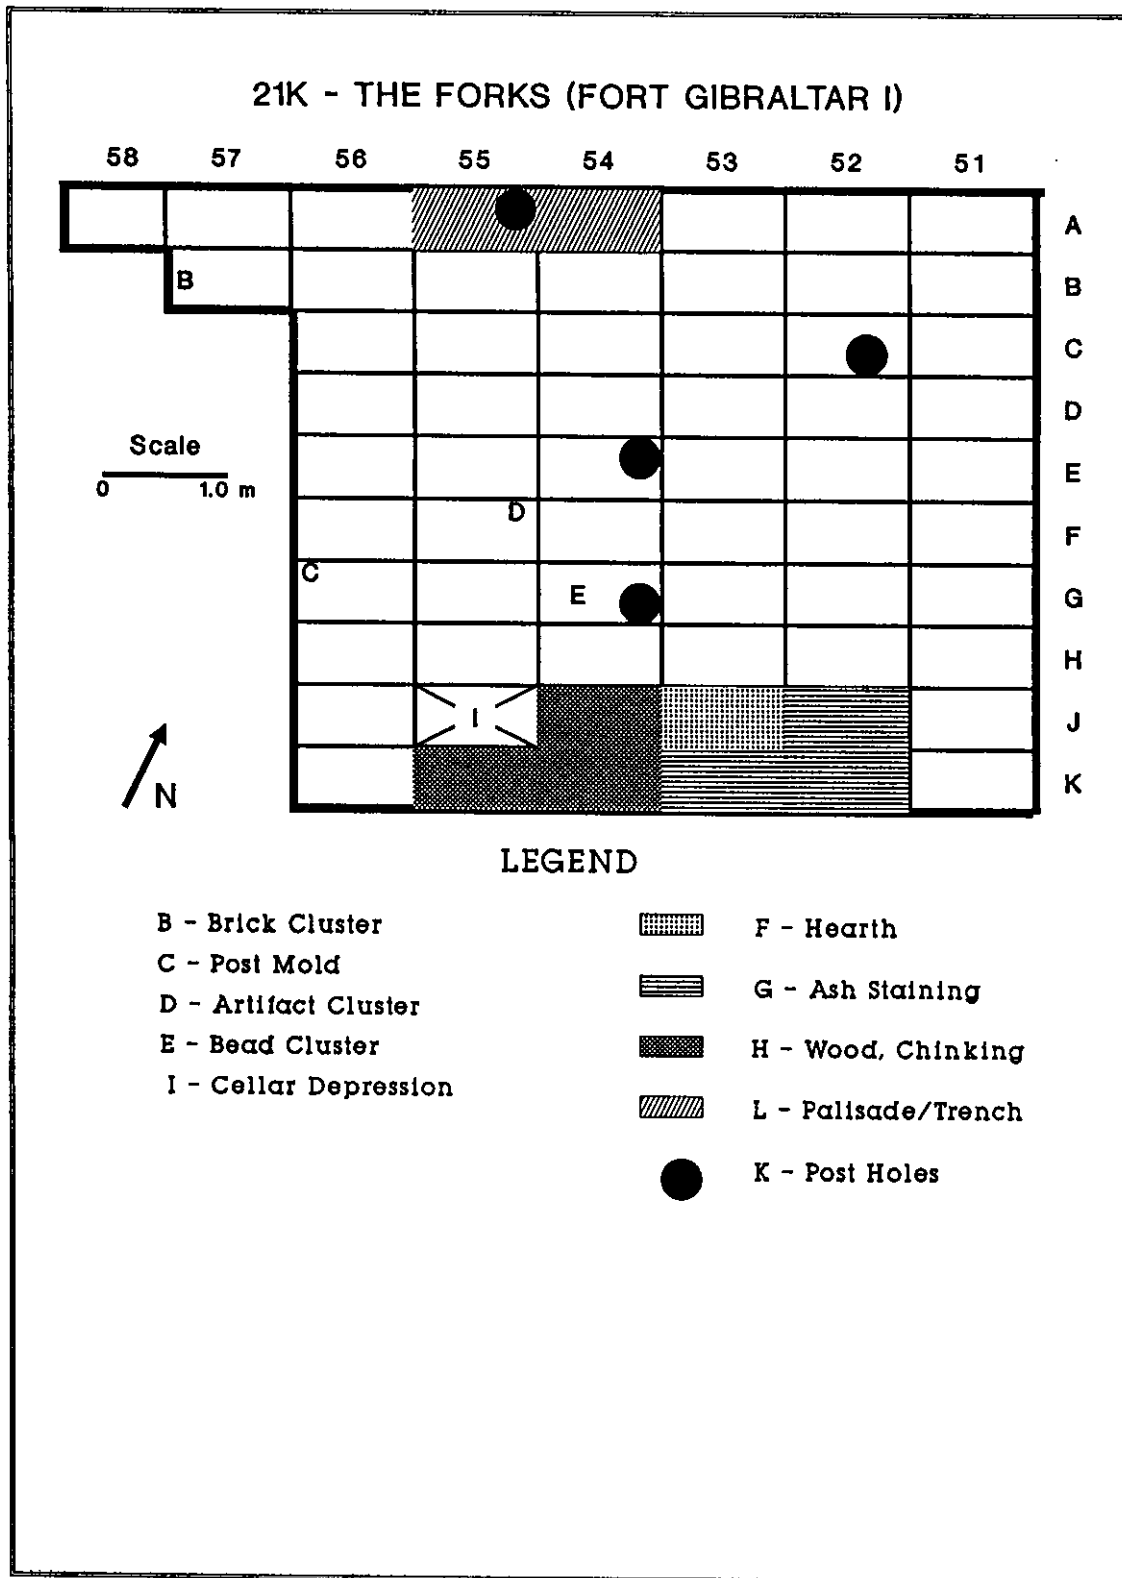 21K - THE FORKS (FORT GIBRALTAR I)
58 57 56 55 54 53 52 51
A
B B
C
D
Scale E
0 1.0 m
D F
C
E G
H
I J
N K
LEGEND
B - Brick Cluster
C - Post Mold
D - Artifact Cluster
E - Bead Cluster
I - Cellar Depression
F - Hearth
G - Ash Staining
H - Wood, Chinking
L - Palisade/Trench
K - Post Holes